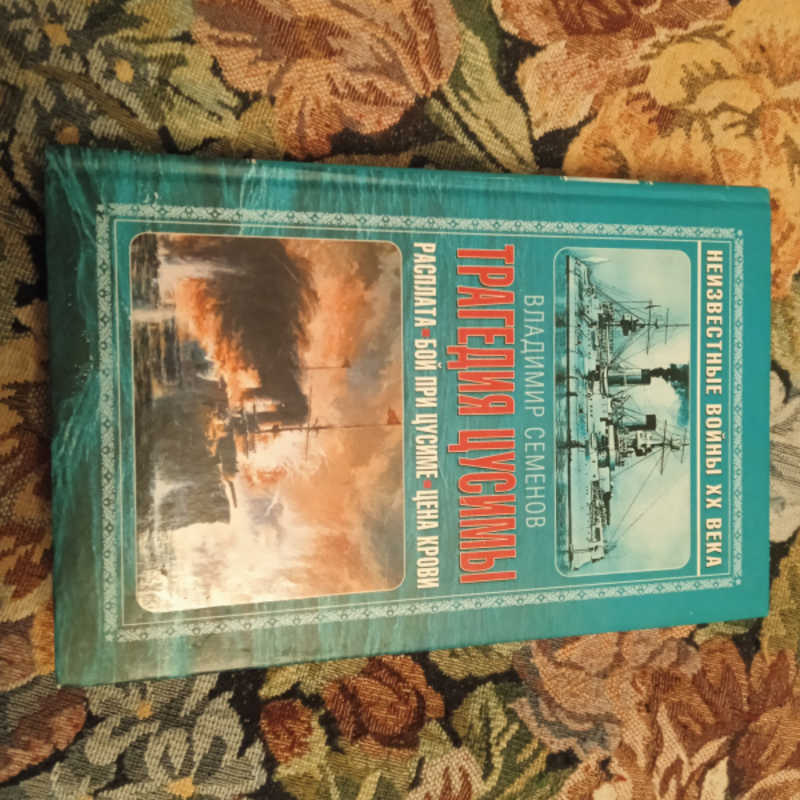 НЕИЗВЕСТНЫЕ ВОЙНЫ XX ВЕКА
ВЛАДИМИР СЕМЕНОВ
ТРАГЕДИЯ ЦУСИМЫ
РАСПЛАТА • БОЙ ПРИ ЦУСИМЕ • ЦЕНА КРОВИ